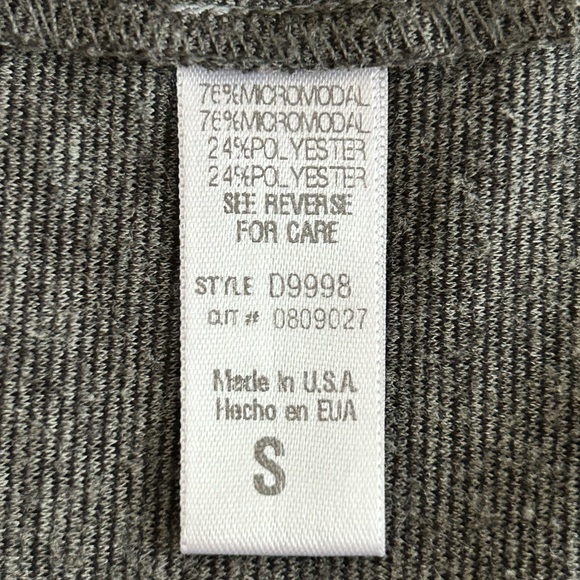 76%MICROMODAL
76%MICROMODAL
24%POLYESTER
24%POLYESTER
SEE REVERSE
FOR CARE
STYLE D9998
CUT # 0809027
Made In U.S.A.
Hecho en EUA
S